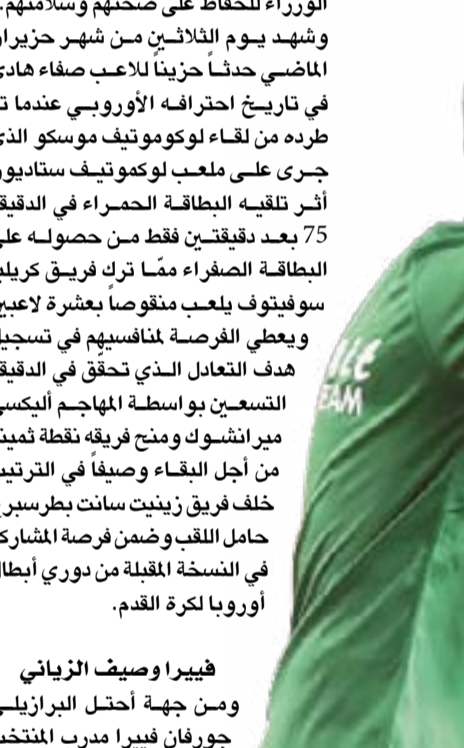 الوزراء للحفاظ على صحتهم وسلامتهم.
وشهد يوم الثلاثين من شهر حزيران
الماضي حدثاً حزيناً للاعب صفاء هادي
في تاريخ احترافه الأوروبي عندما تم
طرده من لقاء لوكوموتيف موسكو الذي
جرى على ملعب لوكموتيف ستاديوم
أثر تلقيه البطاقة الحمراء في الدقيقة
75 بعد دقيقتين فقط من حصوله على
البطاقة الصفراء ممّا ترك فريق كريليا
سوفيتوف يلعب منقوصاً بعشرة لاعبين
ويعطي الفرصة لمنافسيهم في تسجيل
هدف التعادل الذي تحقّق في الدقيقة
التسعين بواسطة المهاجم أليكسي
ميرانشوك ومنح فريقه نقطة ثمينة
من أجل البقاء وصيفاً في الترتيب
خلف فريق زينيت سانت بطرسبرغ
حامل اللقب وضمن فرصة المشاركة
في النسخة المقبلة من دوري أبطال
أوروبا لكرة القدم.
فييرا وصيف الزياني
ومن جهة أحتل البرازيلي
جورفان فييرا مدرب المنتخب
TEAM